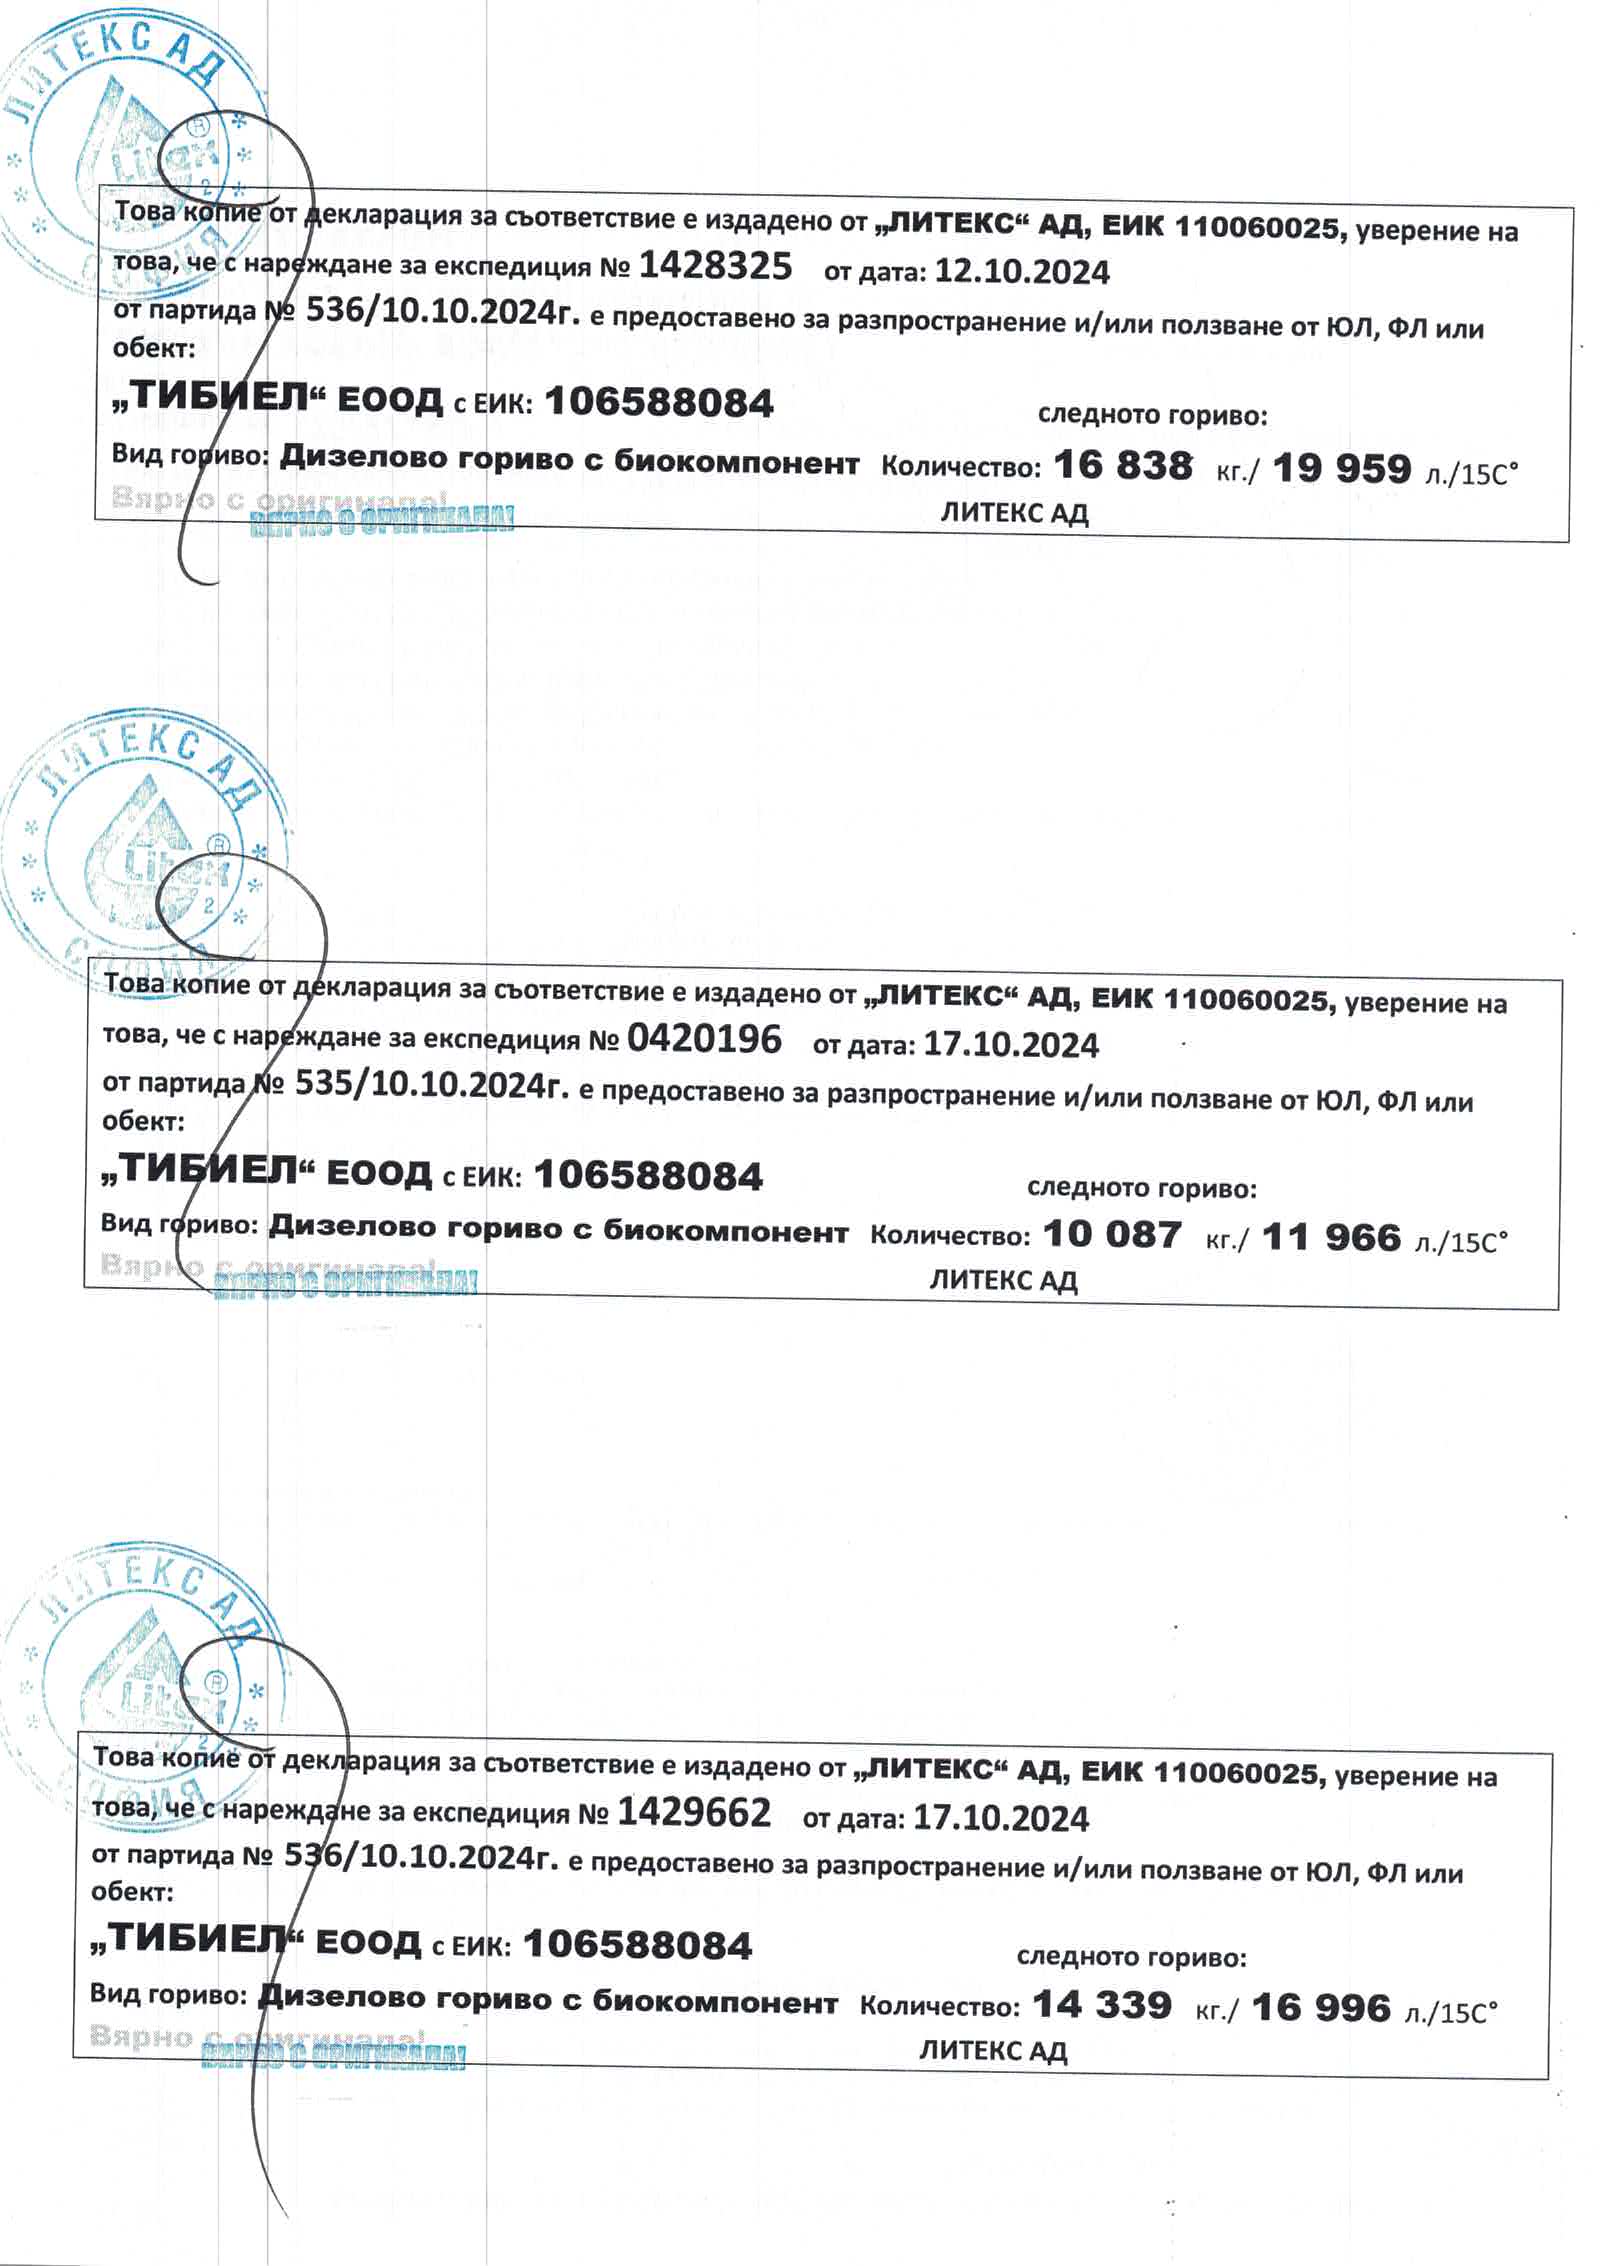 ЛИТЕКС АД
Litex
®
2
СОФИЯ
Това копие от декларация за съответствие е издадено от „ЛИТЕКС“ АД, ЕИК 110060025, уверение на
това, че с нареждане за експедиция № 1428325 от дата: 12.10.2024
от партида № 536/10.10.2024г. е предоставено за разпространение и/или ползване от ЮЛ, ФЛ или
обект:
„ТИБИЕЛ“ ЕООД с ЕИК: 106588084 следното гориво:
Вид гориво: Дизелово гориво с биокомпонент Количество: 16 838 кг./ 19 959 л./15С°
Вярно с оригинала! ЛИТЕКС АД
ВЯРНО С ОРИГИНАЛА!
ЛИТЕКС АД
Litex
®
2
СОФИЯ
Това копие от декларация за съответствие е издадено от „ЛИТЕКС“ АД, ЕИК 110060025, уверение на
това, че с нареждане за експедиция № 0420196 от дата: 17.10.2024
от партида № 535/10.10.2024г. е предоставено за разпространение и/или ползване от ЮЛ, ФЛ или
обект:
„ТИБИЕЛ“ ЕООД с ЕИК: 106588084 следното гориво:
Вид гориво: Дизелово гориво с биокомпонент Количество: 10 087 кг./ 11 966 л./15С°
Вярно с оригинала! ЛИТЕКС АД
ВЯРНО С ОРИГИНАЛА!
ЛИТЕКС АД
Litex
®
2
СОФИЯ
Това копие от декларация за съответствие е издадено от „ЛИТЕКС“ АД, ЕИК 110060025, уверение на
това, че с нареждане за експедиция № 1429662 от дата: 17.10.2024
от партида № 536/10.10.2024г. е предоставено за разпространение и/или ползване от ЮЛ, ФЛ или
обект:
„ТИБИЕЛ“ ЕООД с ЕИК: 106588084 следното гориво:
Вид гориво: Дизелово гориво с биокомпонент Количество: 14 339 кг./ 16 996 л./15С°
Вярно с оригинала! ЛИТЕКС АД
ВЯРНО С ОРИГИНАЛА!